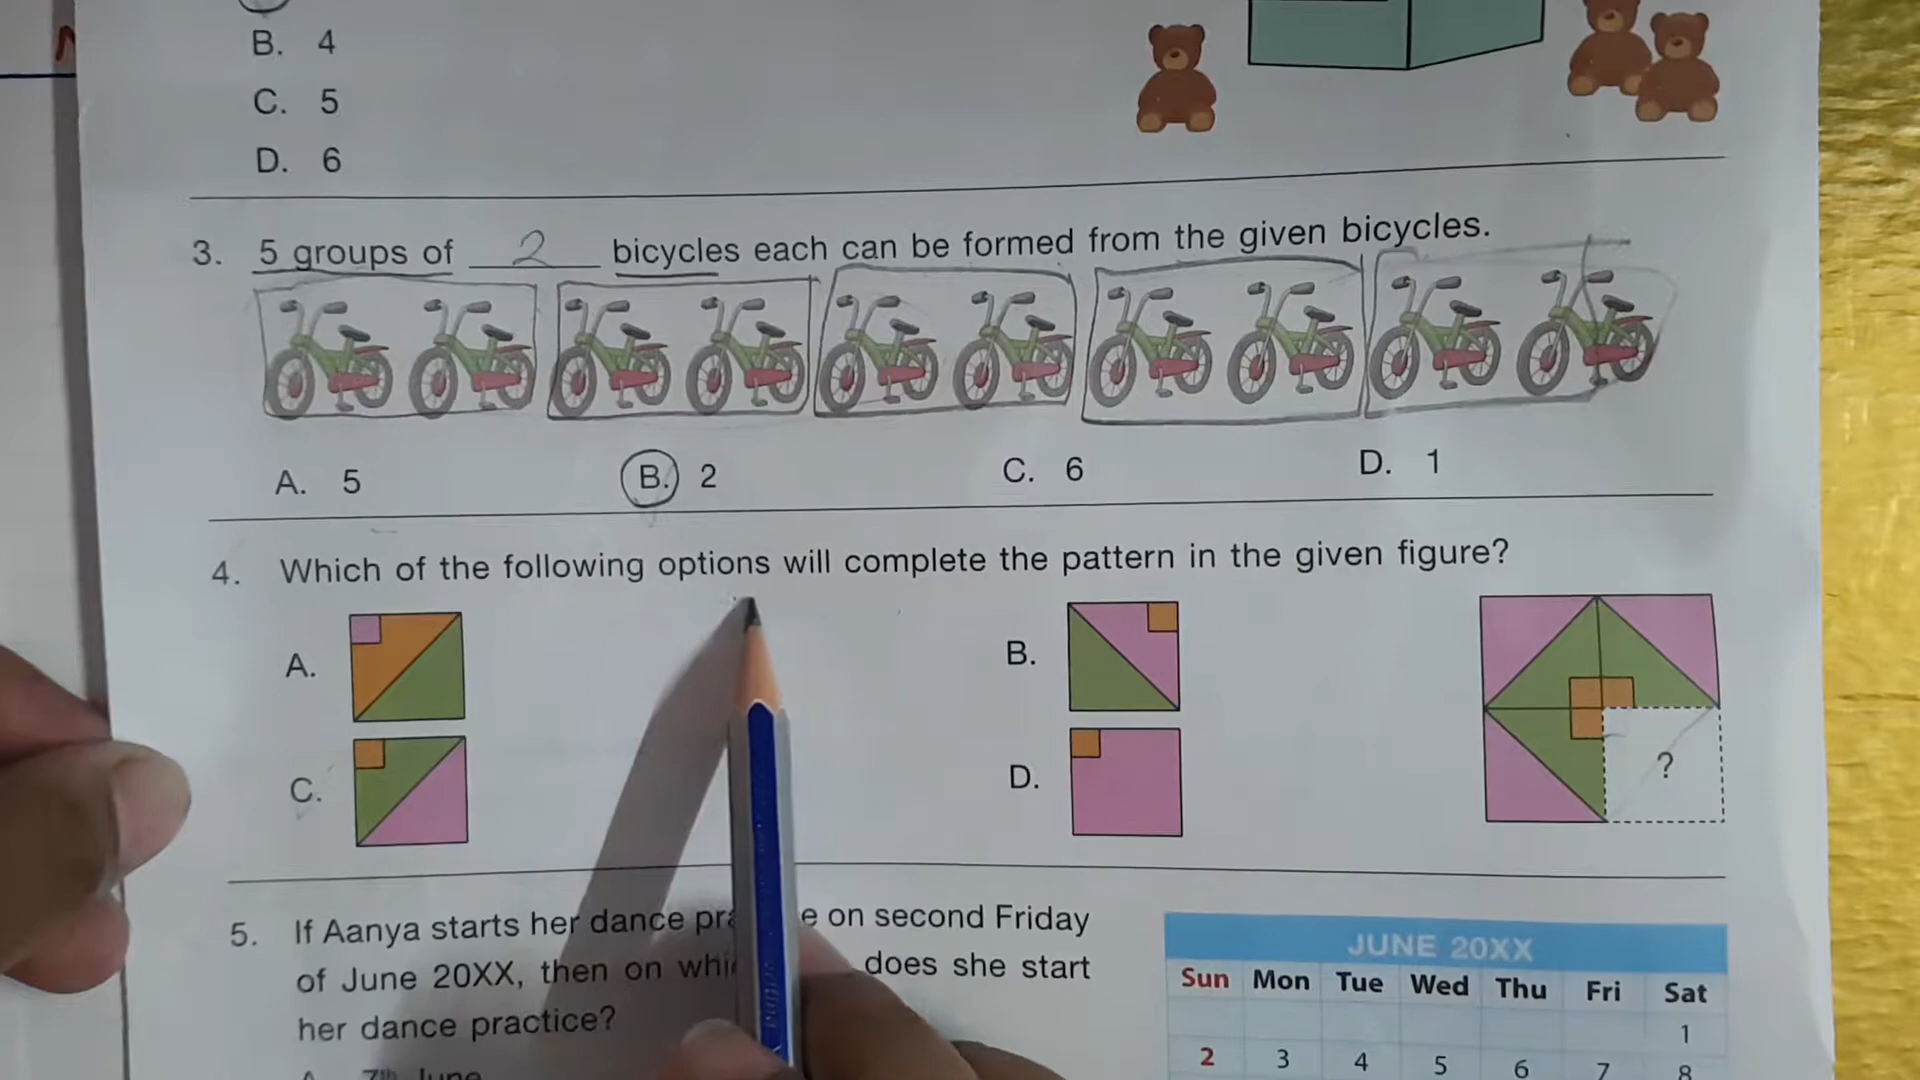 B. 4
C. 5
D. 6
3. 5 groups of 2 bicycles each can be formed from the given bicycles.
A. 5 B. 2 C. 6 D. 1
4. Which of the following options will complete the pattern in the given figure?
A. B.
C. D. ?
5. If Aanya starts her dance on second Friday
of June 20XX, then on does she start
her dance practice?
JUNE 20XX
Sun Mon Tue Wed Thu Fri Sat
1
2 3 4 5 6 7 8